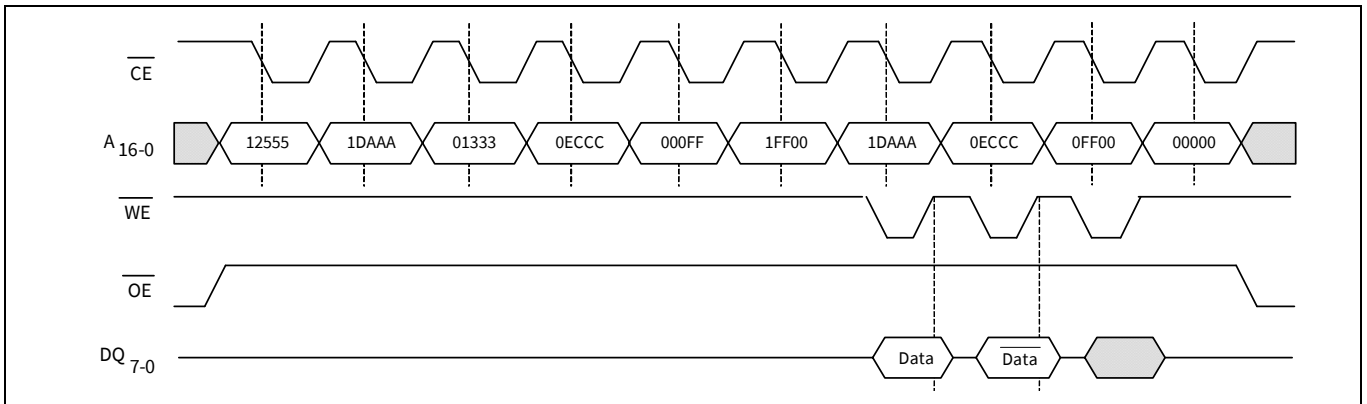 CE
A 16-0 12555 1DAAA 01333 0ECCC 000FF 1FF00 1DAAA 0ECCC 0FF00 00000
WE
OE
DQ 7-0 Data Data